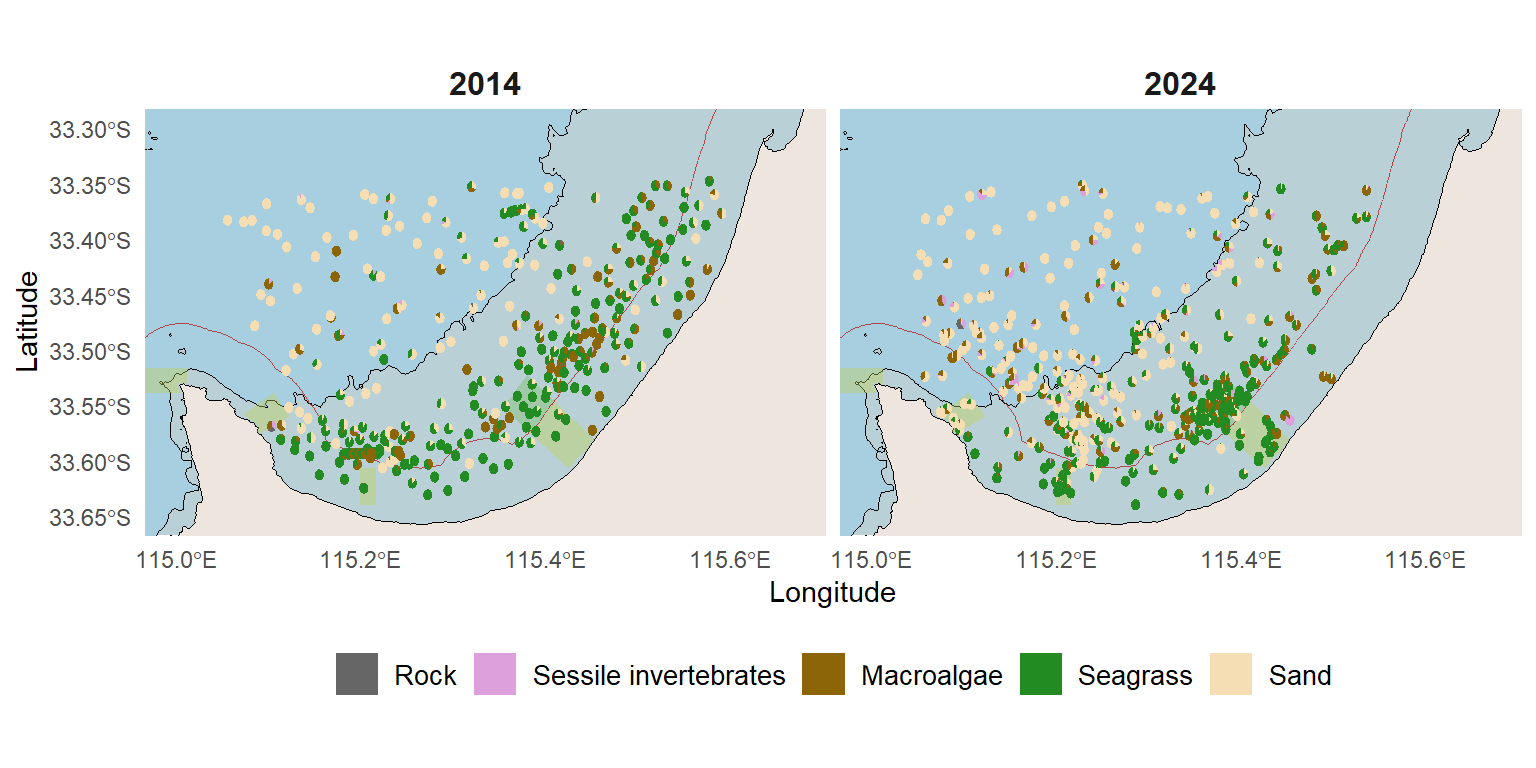 2014 2024
33.30°S
33.35°S
33.40°S
33.45°S
33.50°S
33.55°S
33.60°S
33.65°S
Latitude
115.0°E 115.2°E 115.4°E 115.6°E 115.0°E 115.2°E 115.4°E 115.6°E
Longitude
Rock Sessile invertebrates Macroalgae Seagrass Sand